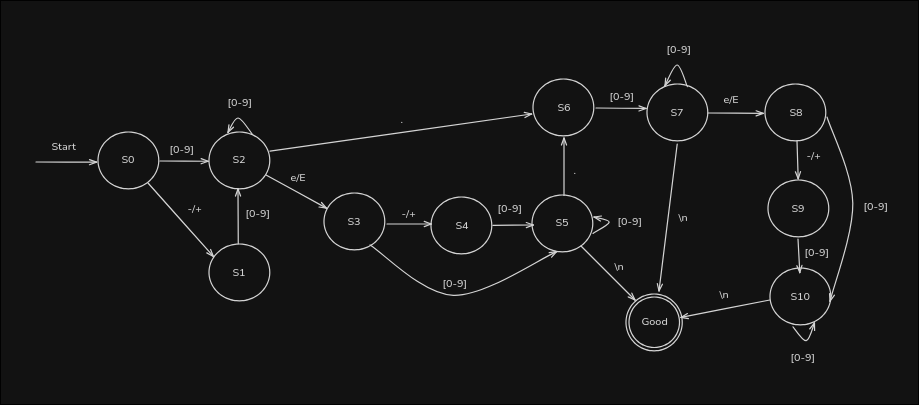 Start
S0
[0-9]
-/+
S1
[0-9]
S2
[0-9]
.
e/E
S3
-/+
[0-9]
S4
[0-9]
S5
[0-9]
.
\n
S6
[0-9]
S7
[0-9]
e/E
\n
S8
-/+
[0-9]
S9
[0-9]
S10
[0-9]
\n
Good